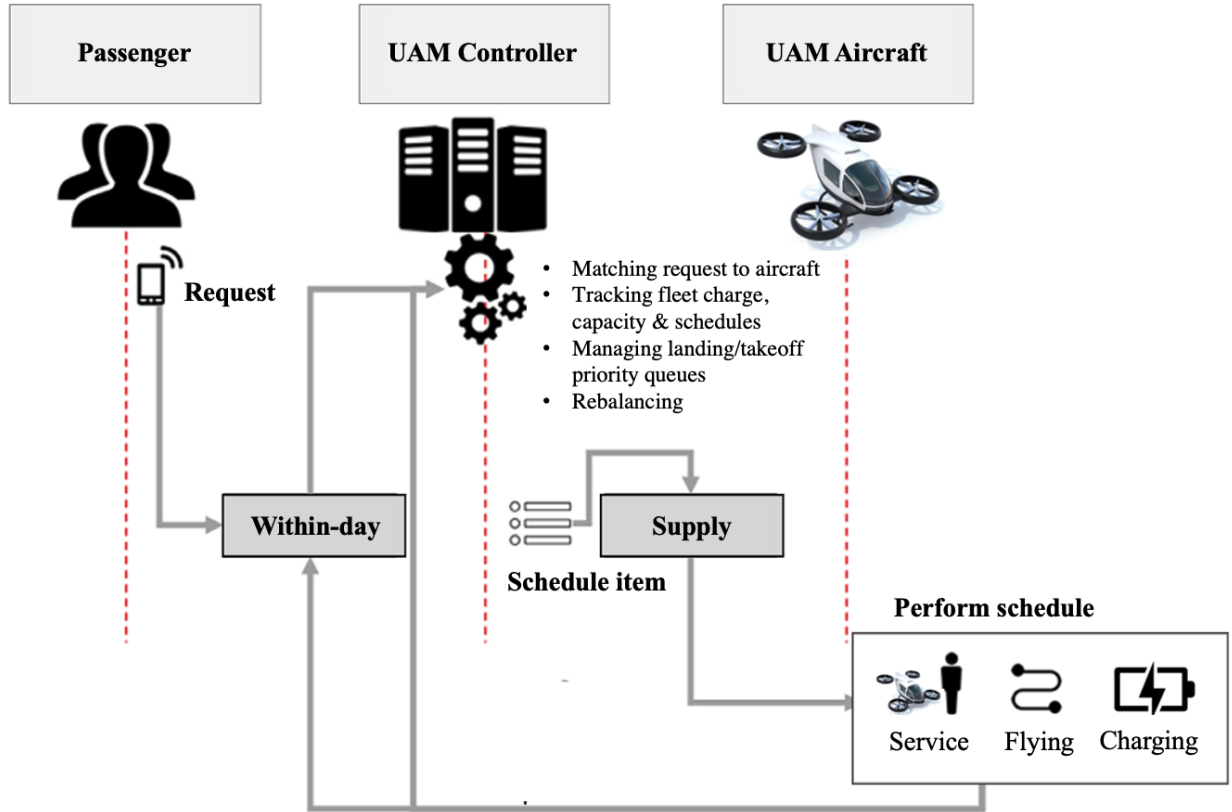 Passenger
UAM Controller
UAM Aircraft
Request
• Matching request to aircraft
• Tracking fleet charge,
capacity & schedules
• Managing landing/takeoff
priority queues
• Rebalancing
Within-day
Supply
Schedule item
Perform schedule
Service
Flying
Charging